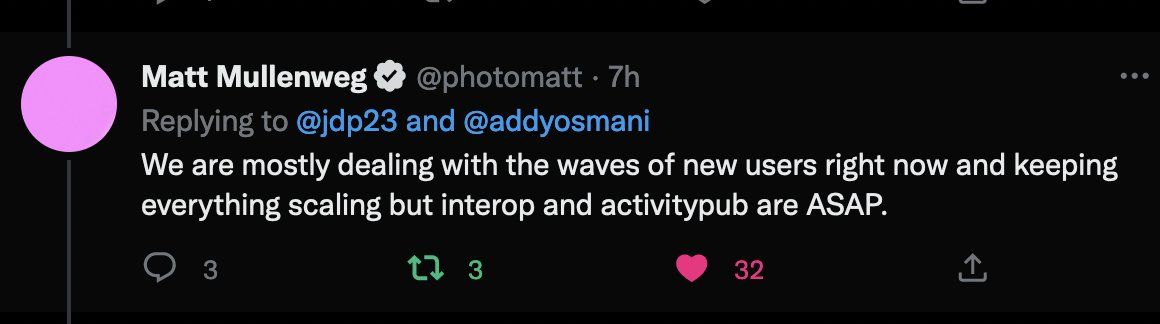 Matt Mullenweg @photomatt · 7h
Replying to @jdp23 and @addyosmani
We are mostly dealing with the waves of new users right now and keeping
everything scaling but interop and activitypub are ASAP.
3 3 32